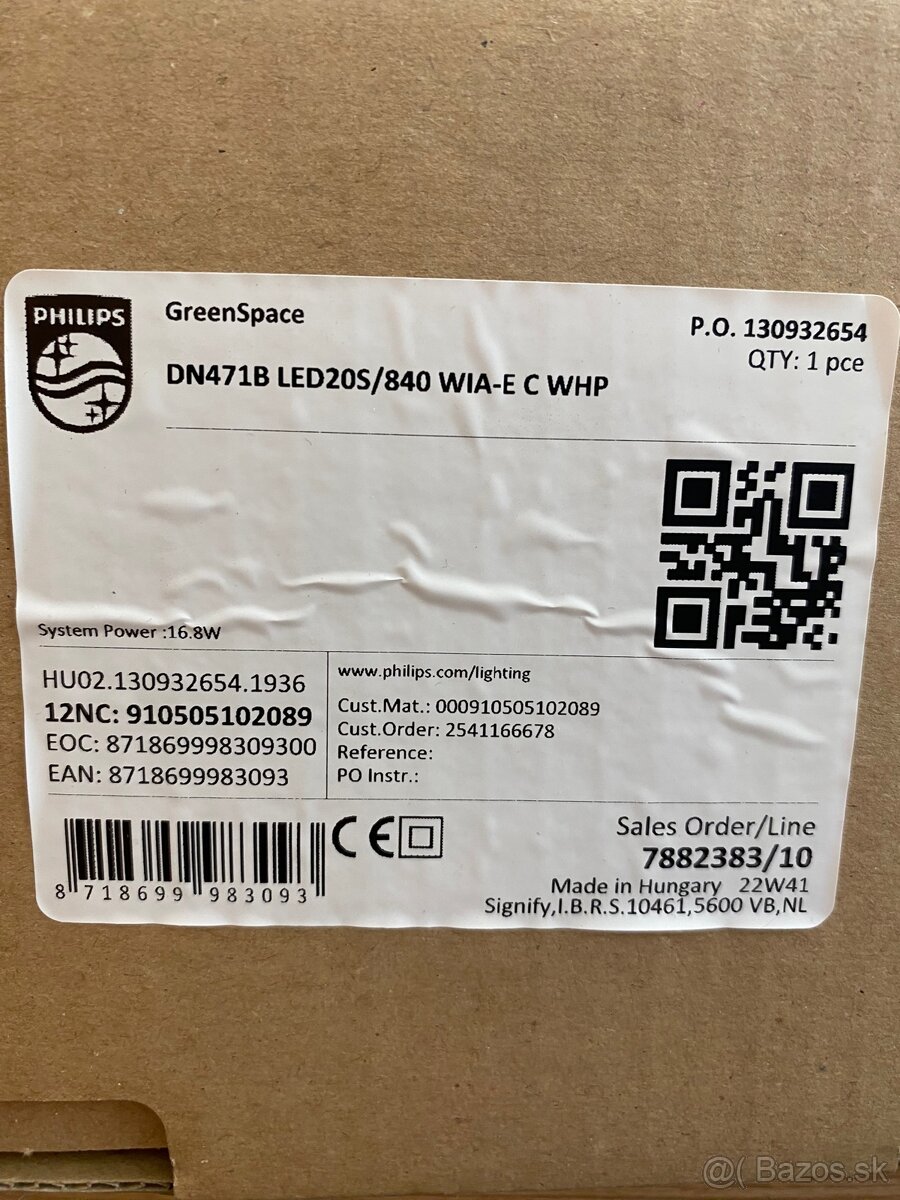 PHILIPS
GreenSpace
DN471B LED20S/840 WIA-E C WHP
P.O. 130932654
QTY: 1 pce
System Power :16.8W
HU02.130932654.1936
12NC: 910505102089
EOC: 871869998309300
EAN: 8718699983093
www.philips.com/lighting
Cust.Mat.: 000910505102089
Cust.Order: 2541166678
Reference:
PO Instr.:
8 718699 983093
CE
Sales Order/Line
7882383/10
Made in Hungary 22W41
Signify,I.B.R.S.10461,5600 VB,NL
@( Bazos.sk